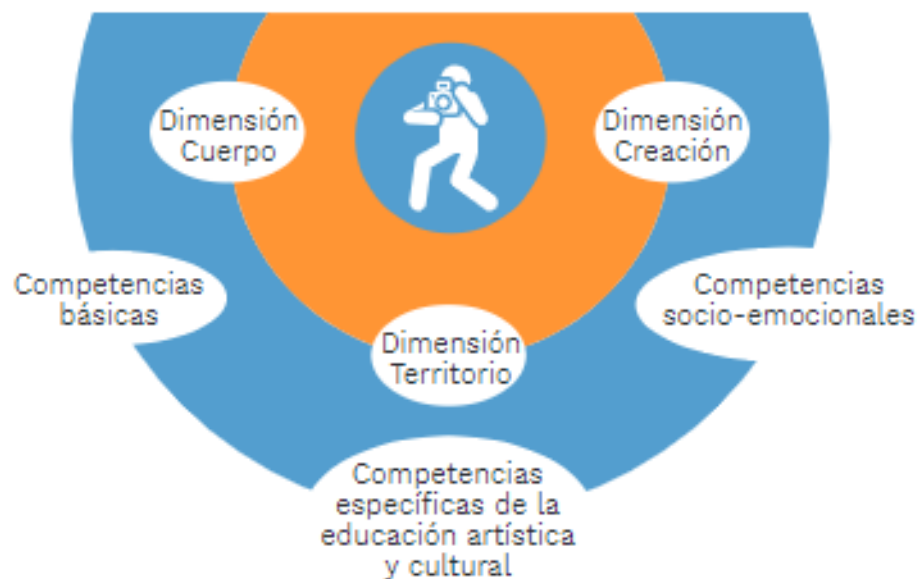 Dimensión
Cuerpo
Dimensión
Creación
Competencias
básicas
Competencias
socio-emocionales
Dimensión
Territorio
Competencias
específicas de la
educación artística
y cultural